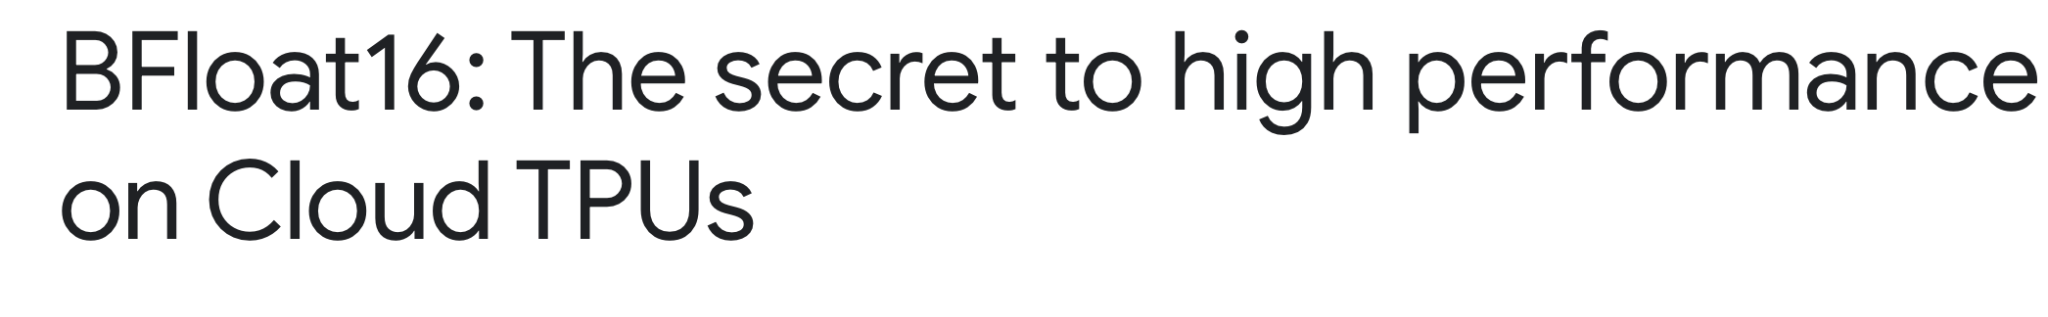 BFloat16: The secret to high performance
on Cloud TPUs